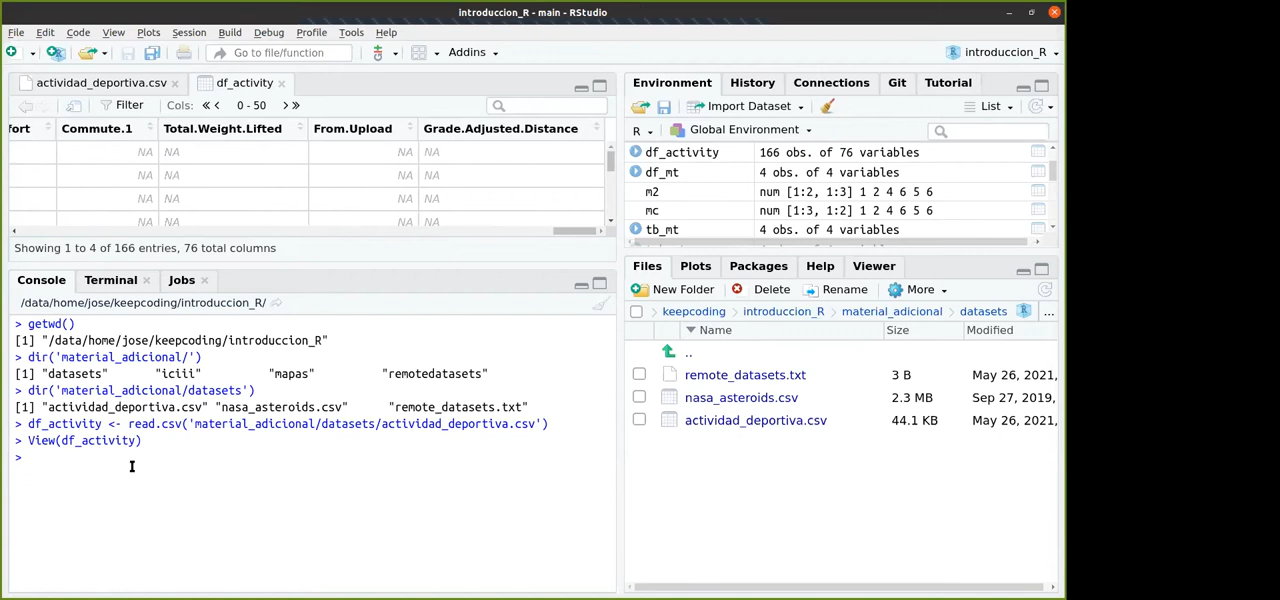 introduccion_R - main - RStudio
File Edit Code View Plots Session Build Debug Profile Tools Help
Go to file/function Addins introduccion_R
actividad_deportiva.csv df_activity
Filter Cols: 0 - 50
fort Commute.1 Total.Weight.Lifted From.Upload Grade.Adjusted.Distance
NA NA NA NA
NA NA NA NA
NA NA NA NA
NA NA NA NA
Showing 1 to 4 of 166 entries, 76 total columns
Console Terminal Jobs
/data/home/jose/keepcoding/introduccion_R/
> getwd()
[1] "/data/home/jose/keepcoding/introduccion_R"
> dir('material_adicional/')
[1] "datasets" "iciii" "mapas" "remotedatasets"
> dir('material_adicional/datasets')
[1] "actividad_deportiva.csv" "nasa_asteroids.csv" "remote_datasets.txt"
> df_activity <- read.csv('material_adicional/datasets/actividad_deportiva.csv')
> View(df_activity)
>
Environment History Connections Git Tutorial
Import Dataset List
R Global Environment
df_activity 166 obs. of 76 variables
df_mt 4 obs. of 4 variables
m2 num [1:2, 1:3] 1 2 4 6 5 6
mc num [1:3, 1:2] 1 2 4 6 5 6
tb_mt 4 obs. of 4 variables
Files Plots Packages Help Viewer
New Folder Delete Rename More
keepcoding introduccion_R material_adicional datasets ...
Name Size Modified
..
remote_datasets.txt 3 B May 26, 2021,
nasa_asteroids.csv 2.3 MB Sep 27, 2019,
actividad_deportiva.csv 44.1 KB May 26, 2021,